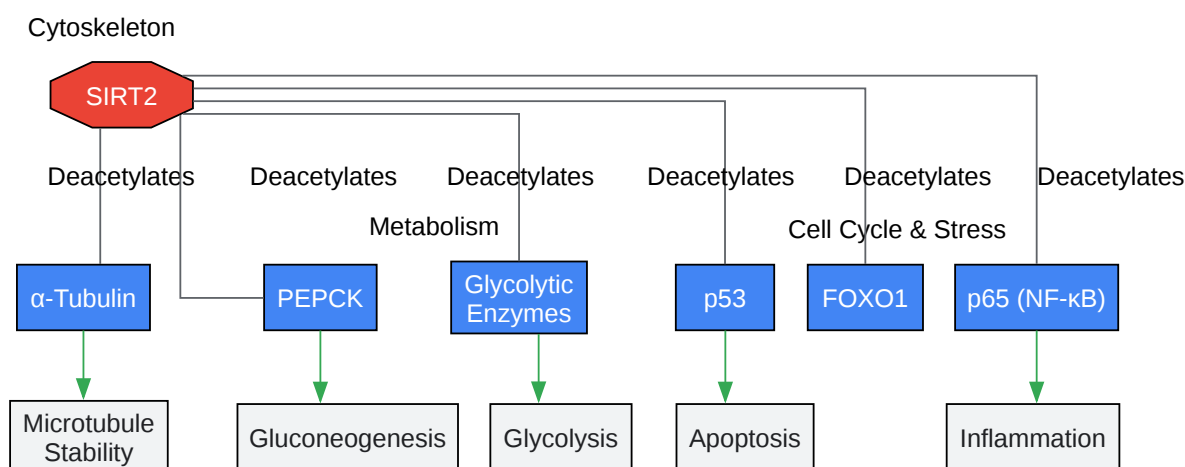 Cytoskeleton
SIRT2
Deacetylates
Deacetylates
Deacetylates
Deacetylates
Deacetylates
Deacetylates
Metabolism
Cell Cycle & Stress
α-Tubulin
PEPCK
Glycolytic
Enzymes
p53
FOXO1
p65 (NF-κB)
Microtubule
Stability
Gluconeogenesis
Glycolysis
Apoptosis
Inflammation